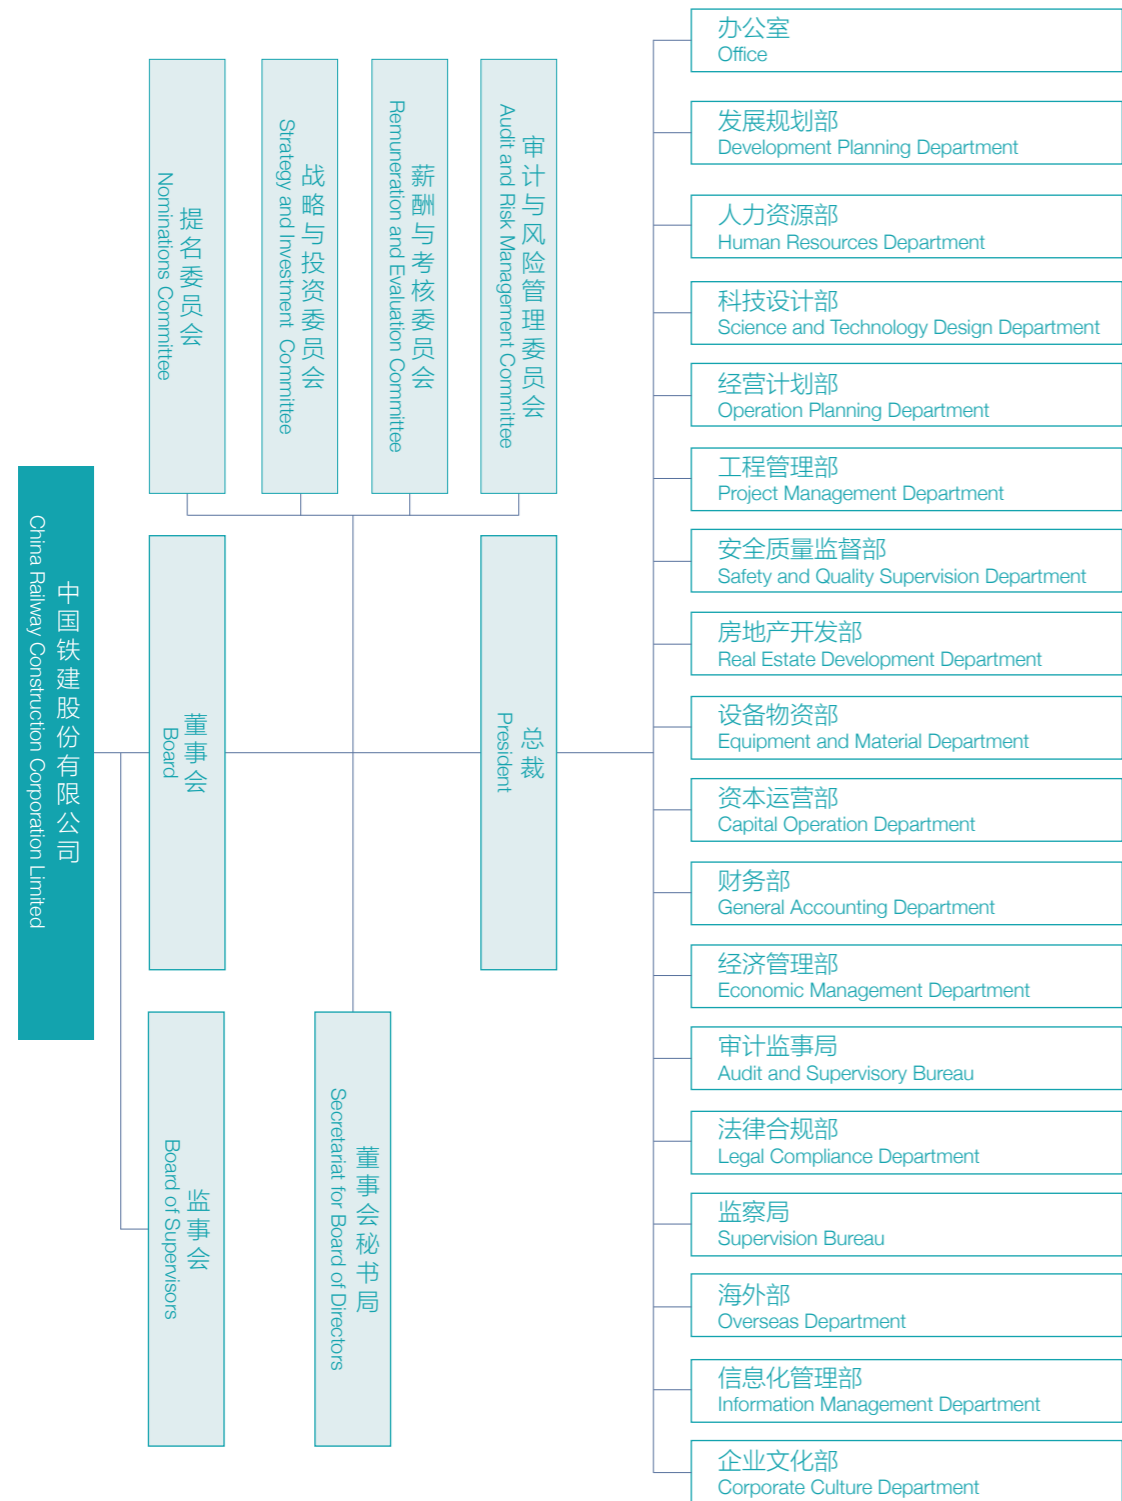 中国铁建股份有限公司
China Railway Construction Corporation Limited
提名委员会
Nominations Committee
战略与投资委员会
Strategy and Investment Committee
薪酬与考核委员会
Remuneration and Evaluation Committee
审计与风险管理委员会
Audit and Risk Management Committee
董事会
Board
总裁
President
监事会
Board of Supervisors
董事会秘书局
Secretariat for Board of Directors
办公室
Office
发展规划部
Development Planning Department
人力资源部
Human Resources Department
科技设计部
Science and Technology Design Department
经营计划部
Operation Planning Department
工程管理部
Project Management Department
安全质量监督部
Safety and Quality Supervision Department
房地产开发部
Real Estate Development Department
设备物资部
Equipment and Material Department
资本运营部
Capital Operation Department
财务部
General Accounting Department
经济管理部
Economic Management Department
审计监事局
Audit and Supervisory Bureau
法律合规部
Legal Compliance Department
监察局
Supervision Bureau
海外部
Overseas Department
信息化管理部
Information Management Department
企业文化部
Corporate Culture Department